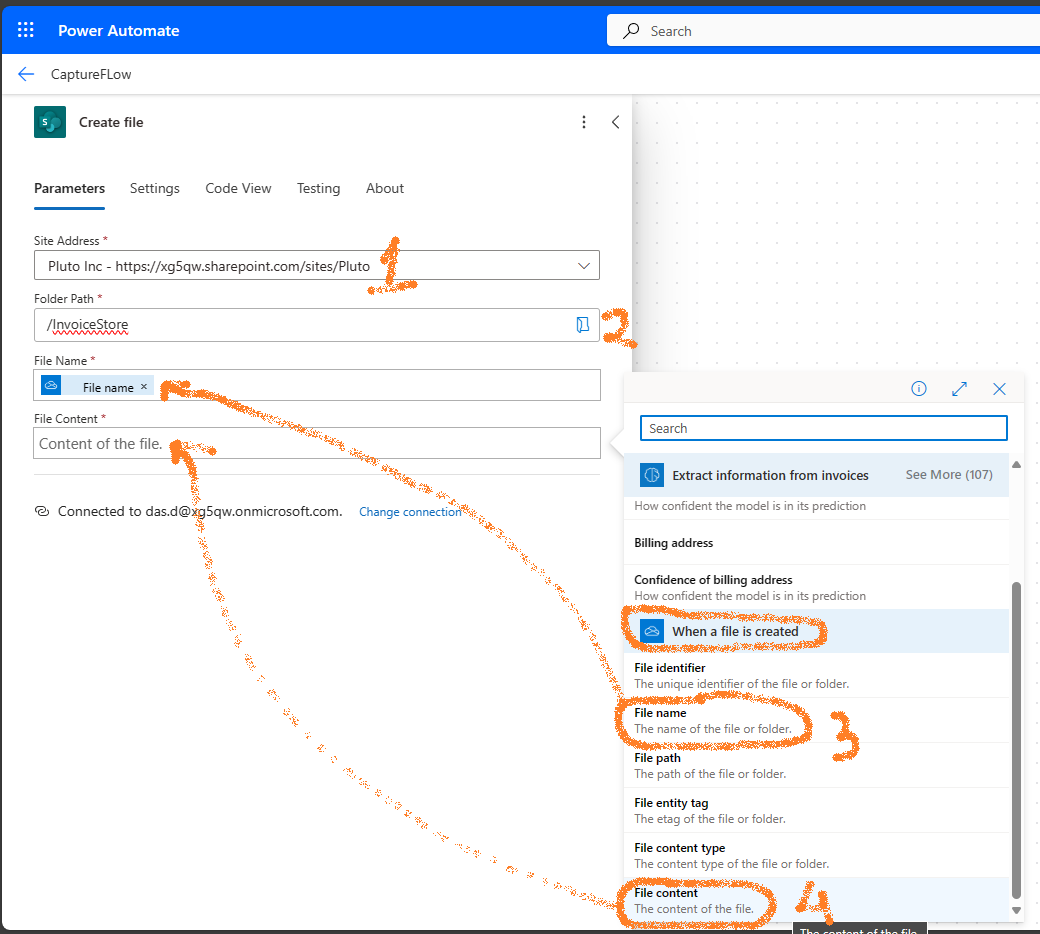 Power Automate
Search
CaptureFLow
Create file
Parameters Settings Code View Testing About
Site Address *
Pluto Inc - https://xg5qw.sharepoint.com/sites/Pluto
1
Folder Path *
/InvoiceStore
2
File Name *
File name ×
File Content *
Content of the file.
Connected to das.d@xg5qw.onmicrosoft.com. Change connection
Search
Extract information from invoices See More (107)
How confident the model is in its prediction
Billing address
Confidence of billing address
How confident the model is in its prediction
When a file is created
File identifier
The unique identifier of the file or folder.
File name
The name of the file or folder.
3
File path
The path of the file or folder.
File entity tag
The etag of the file or folder.
File content type
The content type of the file or folder.
File content
The content of the file.
4
The content of the file.